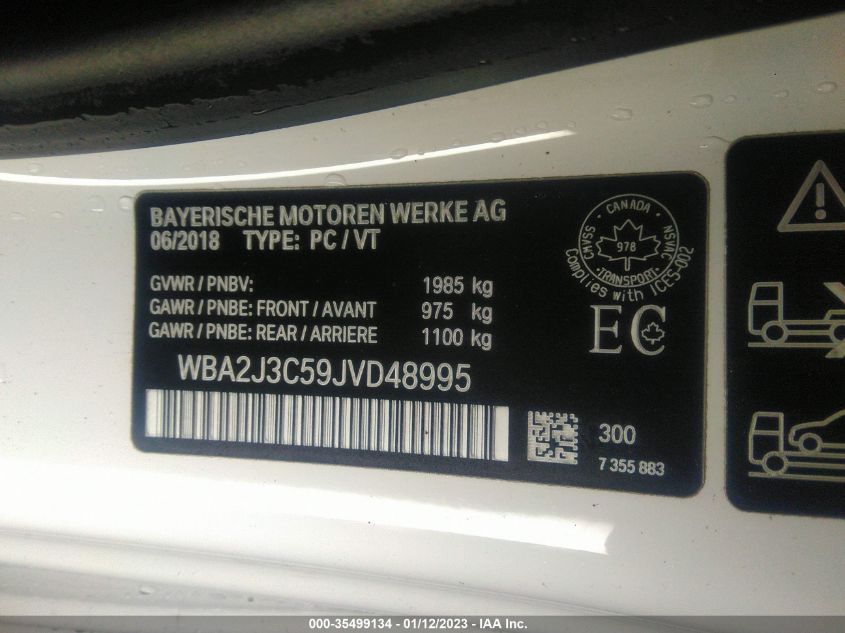 BAYERISCHE MOTOREN WERKE AG
06/2018 TYPE: PC / VT
GVWR / PNBV: 1985 kg
GAWR / PNBE: FRONT / AVANT 975 kg
GAWR / PNBE: REAR / ARRIERE 1100 kg
WBA2J3C59JVD48995
CANADA
CMVSS
NSVAC
978
TRANSPORT
Complies with ICES-002
EC
300
7 355 883
000-35499134 - 01/12/2023 - IAA Inc.